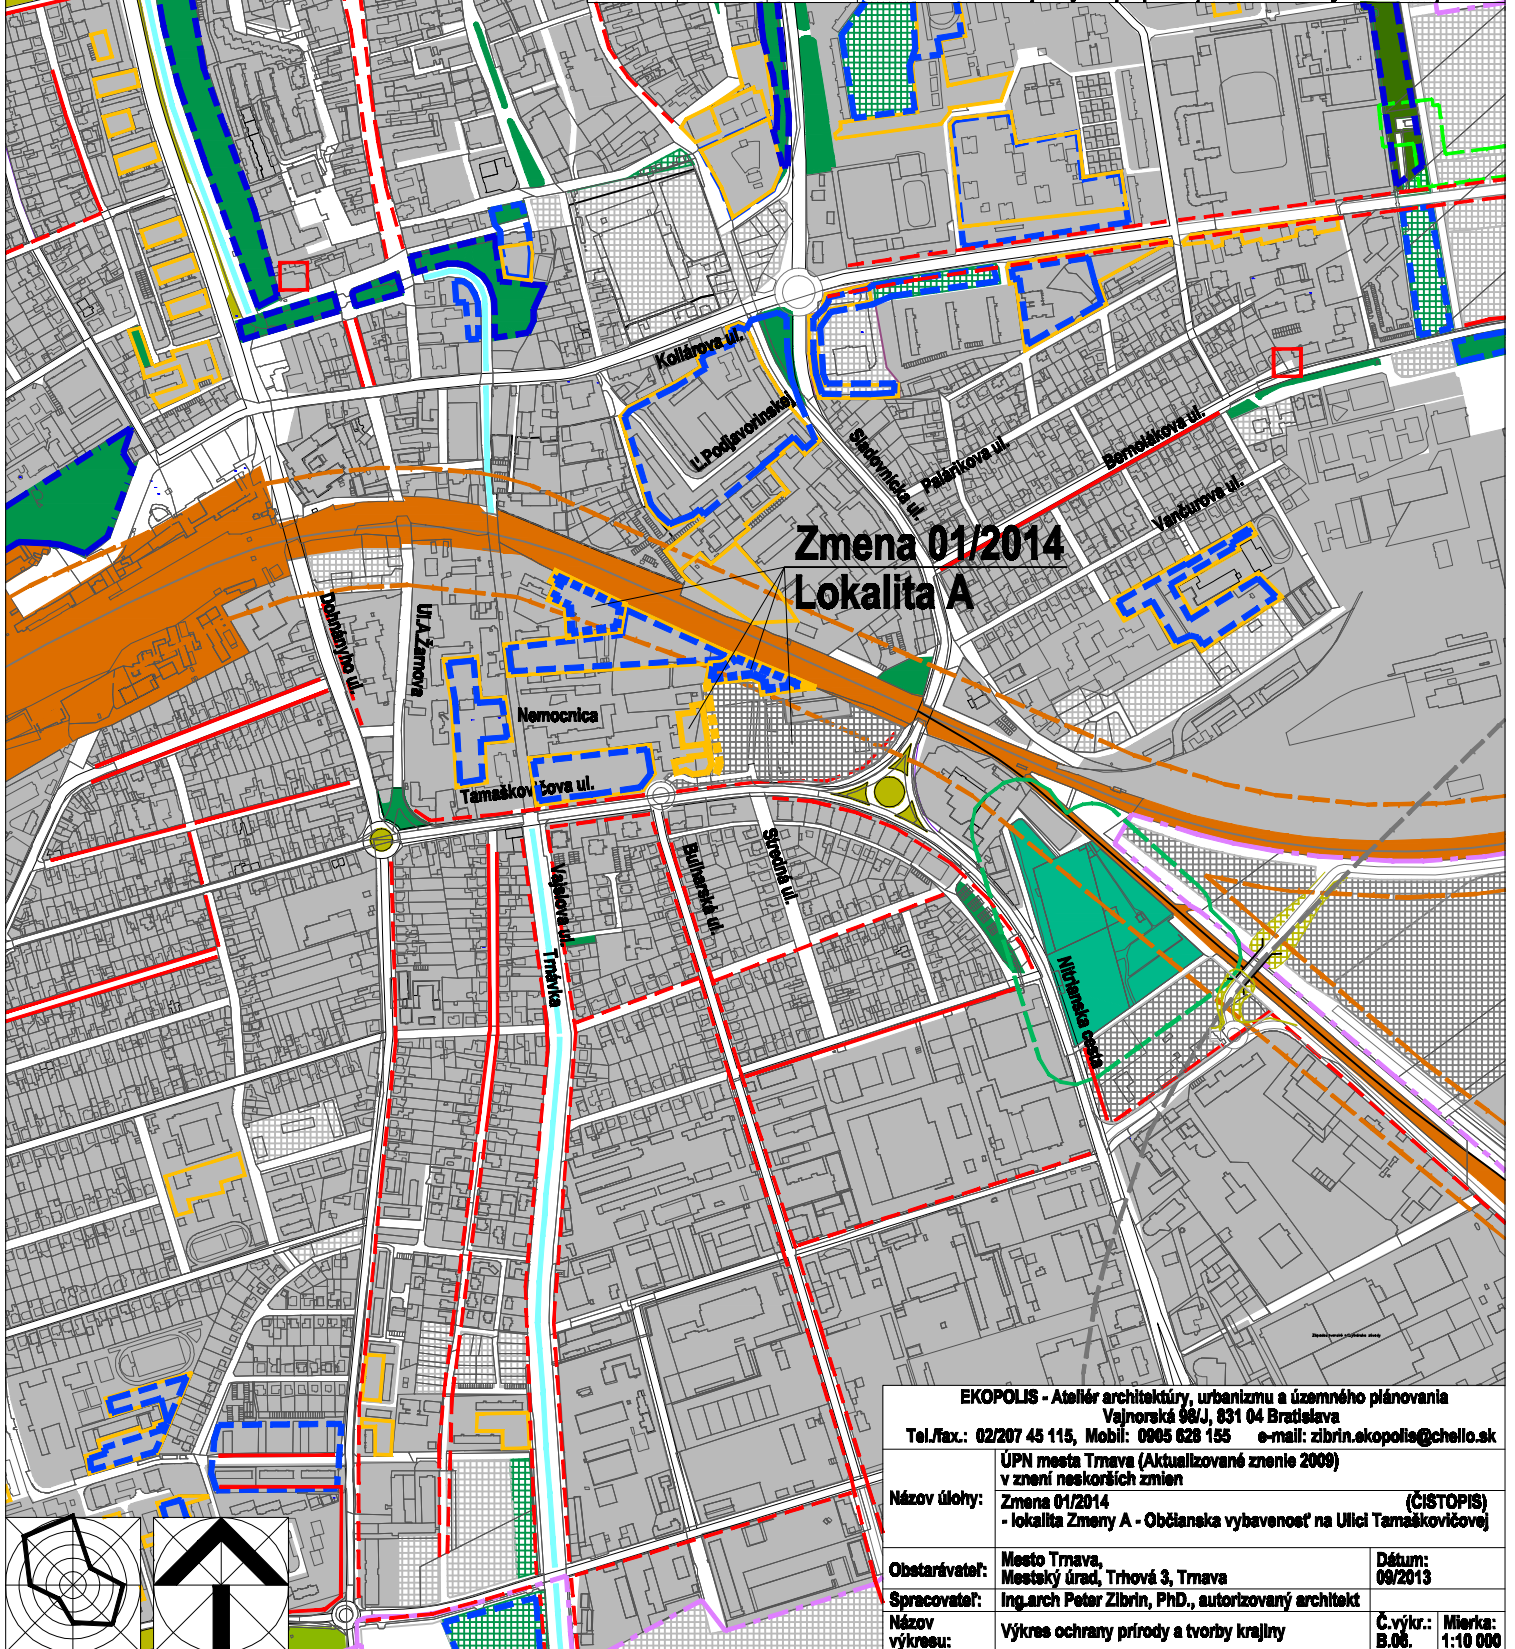 Kollárova ul.
Ľ.Podjavorinskej
Sladovnícka ul.
Palárikova ul.
Bernolákova ul.
Vančurova ul.
Zmena 01/2014
Lokalita A
Dohnányho ul.
Ul.A.Žarnova
Nemocnica
Tamaškovičova ul.
Vajslova ul.
Trnávka
Bulharská ul.
Stredná ul.
Nitrianska cesta
EKOPOLIS - Ateliér architektúry, urbanizmu a územného plánovania
Vajnorská 98/J, 831 04 Bratislava
Tel./fax.: 02/207 45 115, Mobil: 0905 628 155 e-mail: zibrin.ekopolis@chello.sk
Názov úlohy:
ÚPN mesta Trnava (Aktualizované znenie 2009)
v znení neskorších zmien
Zmena 01/2014 (ČISTOPIS)
- lokalita Zmeny A - Občianska vybavenosť na Ulici Tamaškovičovej
Obstarávateľ:
Mesto Trnava,
Mestský úrad, Trhová 3, Trnava
Dátum:
09/2013
Spracovateľ:
Ing.arch Peter Zibrin, PhD., autorizovaný architekt
Názov
výkresu:
Výkres ochrany prírody a tvorby krajiny
Č.výkr.:
B.06.
Mierka:
1:10 000